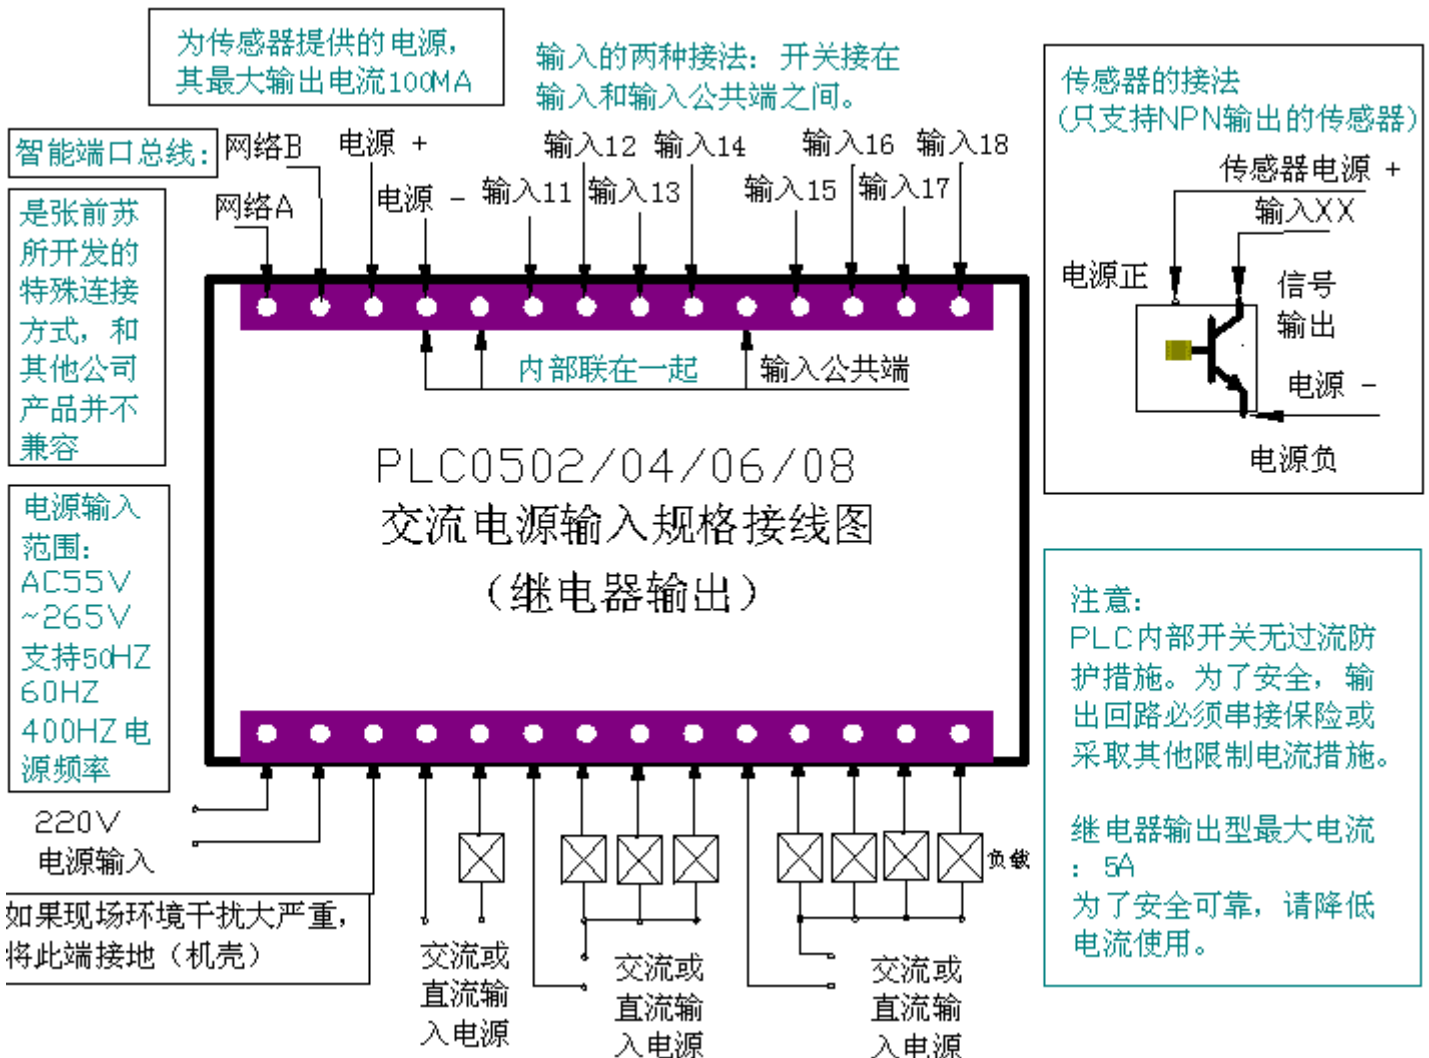 为传感器提供的电源，
其最大输出电流100MA
输入的两种接法：开关接在
输入和输入公共端之间。
传感器的接法
(只支持NPN输出的传感器)
传感器电源 +
输入XX
电源正
信号
输出
电源 -
电源负
智能端口总线:
网络B
电源 +
输入12
输入14
输入16
输入18
网络A
电源 -
输入11
输入13
输入15
输入17
是张前苏
所开发的
特殊连接
方式，和
其他公司
产品并不
兼容
内部联在一起
输入公共端
PLC0502/04/06/08
交流电源输入规格接线图
（继电器输出）
电源输入
范围:
AC55V
~265V
支持50HZ
60HZ
400HZ 电
源频率
220V
电源输入
如果现场环境干扰大严重，
将此端接地（机壳）
负载
交流或
直流输
入电源
交流或
直流输
入电源
交流或
直流输
入电源
注意:
PLC内部开关无过流防
护措施。为了安全，输
出回路必须串接保险或
采取其他限制电流措施。
继电器输出型最大电流
: 5A
为了安全可靠，请降低
电流使用。